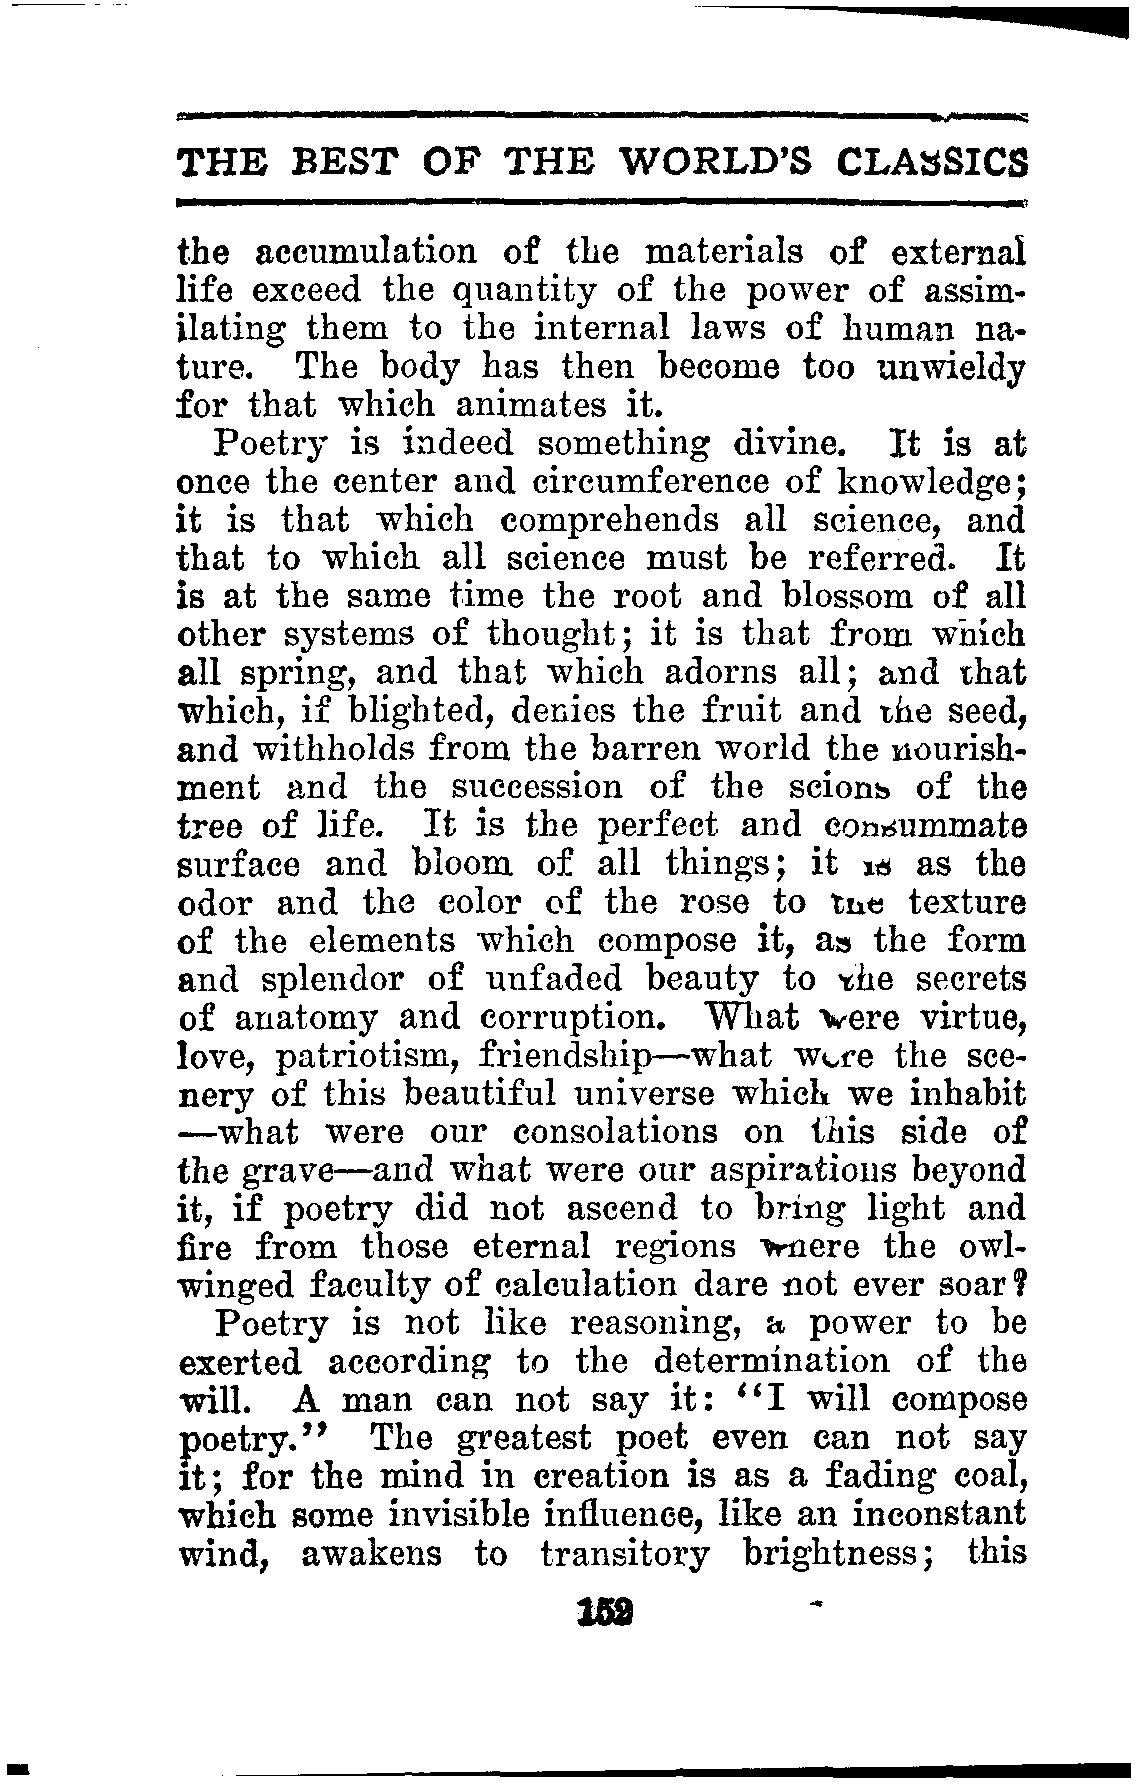 THE BEST OF THE WORLD'S CLASSICS
the accumulation of the materials of external
life exceed the quantity of the power of assim-
ilating them to the internal laws of human na-
ture. The body has then become too unwieldy
for that which animates it.
Poetry is indeed something divine. It is at
once the center and circumference of knowledge;
it is that which comprehends all science, and
that to which all science must be referred. It
is at the same time the root and blossom of all
other systems of thought; it is that from which
all spring, and that which adorns all; and that
which, if blighted, denies the fruit and the seed,
and withholds from the barren world the nourish-
ment and the succession of the scions of the
tree of life. It is the perfect and consummate
surface and bloom of all things; it is as the
odor and the color of the rose to the texture
of the elements which compose it, as the form
and splendor of unfaded beauty to the secrets
of anatomy and corruption. What were virtue,
love, patriotism, friendship—what were the sce-
nery of this beautiful universe which we inhabit
—what were our consolations on this side of
the grave—and what were our aspirations beyond
it, if poetry did not ascend to bring light and
fire from those eternal regions where the owl-
winged faculty of calculation dare not ever soar?
Poetry is not like reasoning, a power to be
exerted according to the determination of the
will. A man can not say it: "I will compose
poetry." The greatest poet even can not say
it; for the mind in creation is as a fading coal,
which some invisible influence, like an inconstant
wind, awakens to transitory brightness; this
152